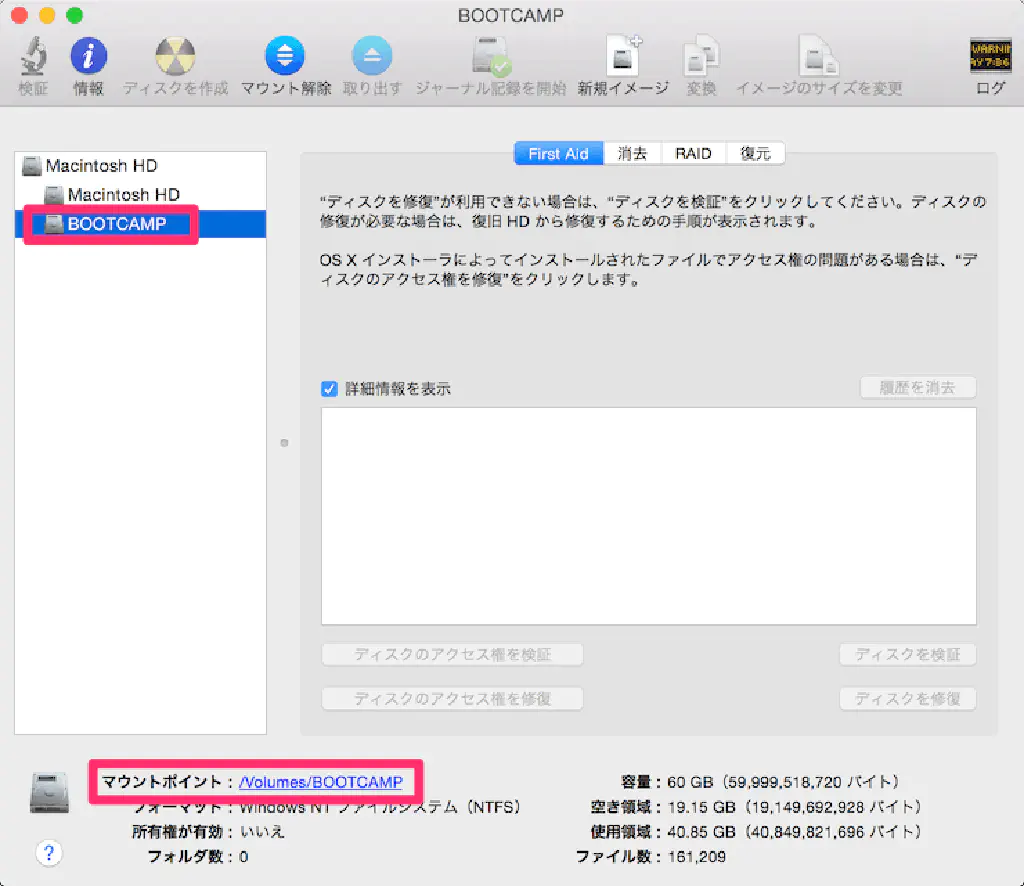 BOOTCAMP
検証
情報
ディスクを作成
マウント解除
取り出す
ジャーナル記録を開始
新規イメージ
変換
イメージのサイズを変更
WARNIN
AY 7:86
ログ
Macintosh HD
Macintosh HD
BOOTCAMP
First Aid
消去
RAID
復元
“ディスクを修復”が利用できない場合は、“ディスクを検証”をクリックしてください。ディスクの
修復が必要な場合は、復旧 HD から修復するための手順が表示されます。
OS X インストーラによってインストールされたファイルでアクセス権の問題がある場合は、“デ
ィスクのアクセス権を修復”をクリックします。
詳細情報を表示
履歴を消去
ディスクのアクセス権を検証
ディスクを検証
ディスクのアクセス権を修復
ディスクを修復
マウントポイント：/Volumes/BOOTCAMP
フォーマット：Windows NT ファイルシステム（NTFS）
所有権が有効：いいえ
フォルダ数：0
容量：60 GB（59,999,518,720 バイト）
空き領域：19.15 GB（19,149,692,928 バイト）
使用領域：40.85 GB（40,849,821,696 バイト）
ファイル数：161,209
?